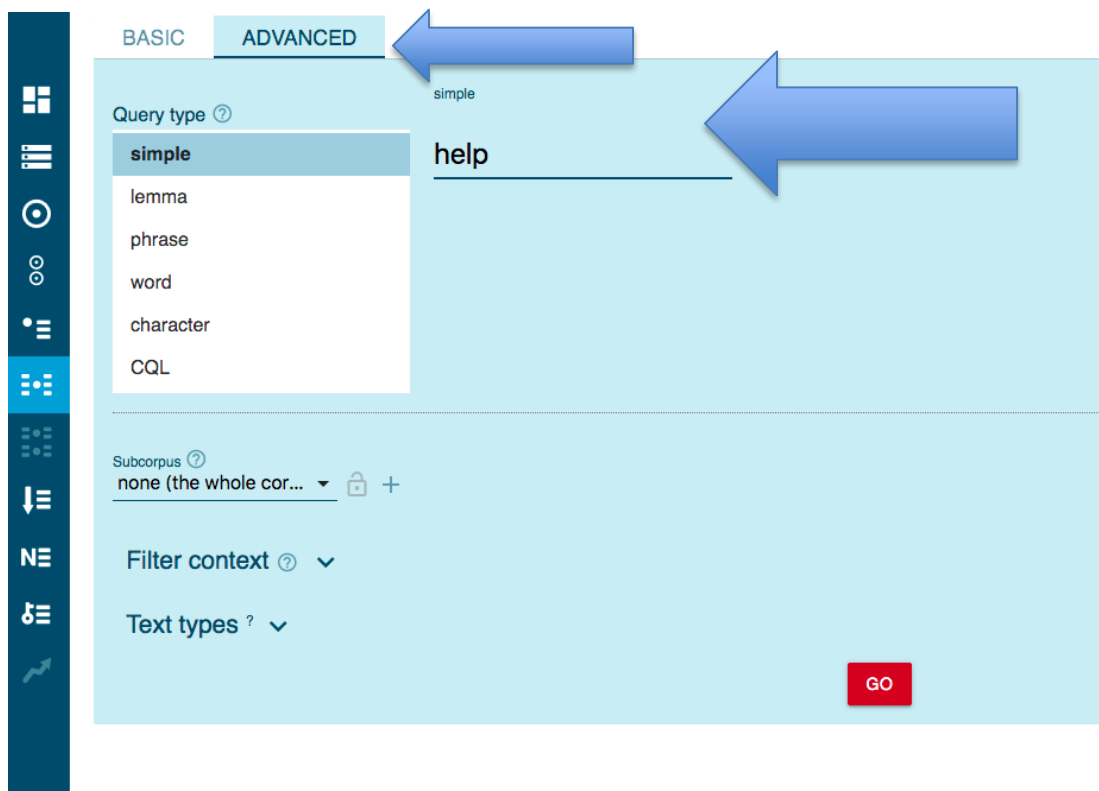 BASIC ADVANCED
simple
Query type ?
simple
help
lemma
phrase
word
character
CQL
Subcorpus ?
none (the whole cor...
+
Filter context ?
Text types ?
N
GO